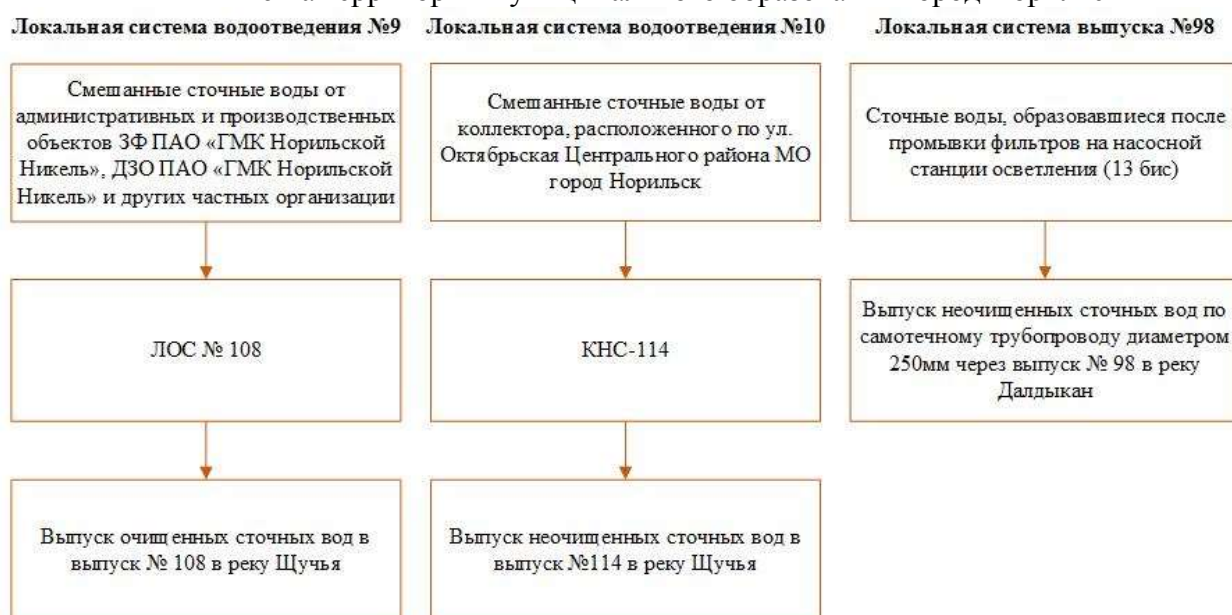 Локальная система водоотведения №9
Локальная система водоотведения №10
Локальная система выпуска №98
Смешанные сточные воды от
административных и производственных
объектов ЗФ ПАО «ГМК Норильской
Никель», ДЗО ПАО «ГМК Норильской
Никель» и других частных организации
Смешанные сточные воды от
коллектора, расположенного по ул.
Октябрьская Центрального района МО
город Норильск
Сточные воды, образовавшиеся после
промывки фильтров на насосной
станции осветления (13 бис)
ЛОС № 108
КНС-114
Выпуск неочищенных сточных вод по
самотечному трубопроводу диаметром
250мм через выпуск № 98 в реку
Далдыкан
Выпуск очищенных сточных вод в
выпуск № 108 в реку Щучья
Выпуск неочищенных сточных вод в
выпуск №114 в реку Щучья